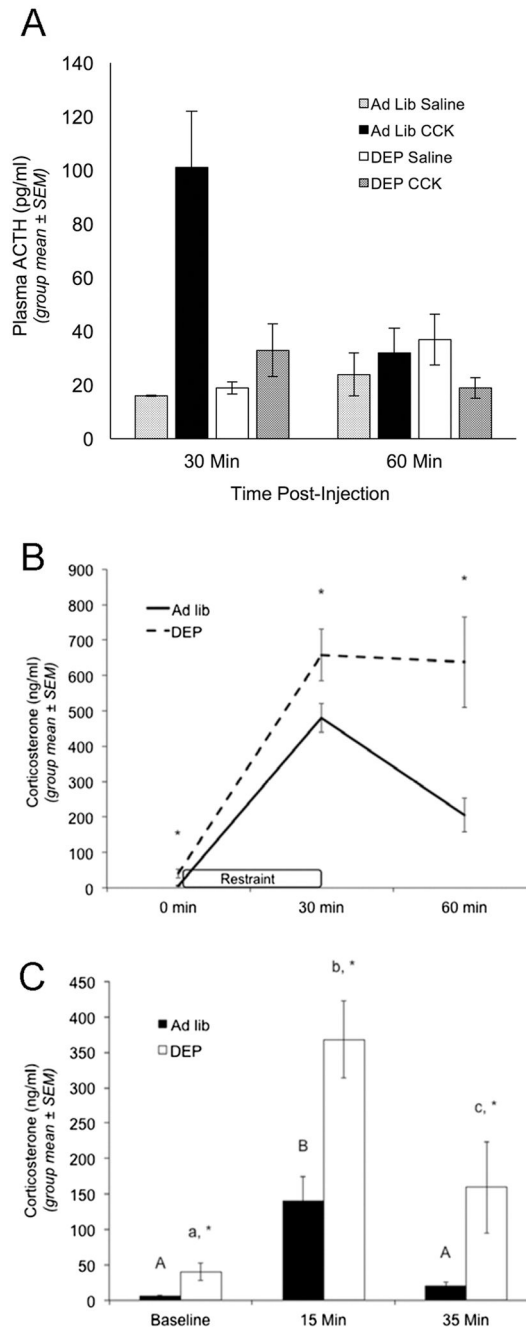 A
Plasma ACTH (pg/ml)
(group mean ± SEM)
140
120
100
80
60
40
20
0
Ad Lib Saline
Ad Lib CCK
DEP Saline
DEP CCK
30 Min
60 Min
Time Post-Injection
B
Corticosterone (ng/ml)
(group mean ± SEM)
900
800
700
600
500
400
300
200
100
0
Ad lib
DEP
*
*
*
Restraint
0 min
30 min
60 min
C
Corticosterone (ng/ml)
(group mean ± SEM)
450
400
350
300
250
200
150
100
50
0
Ad lib
DEP
A
a, *
B
b, *
A
c, *
Baseline
15 Min
35 Min